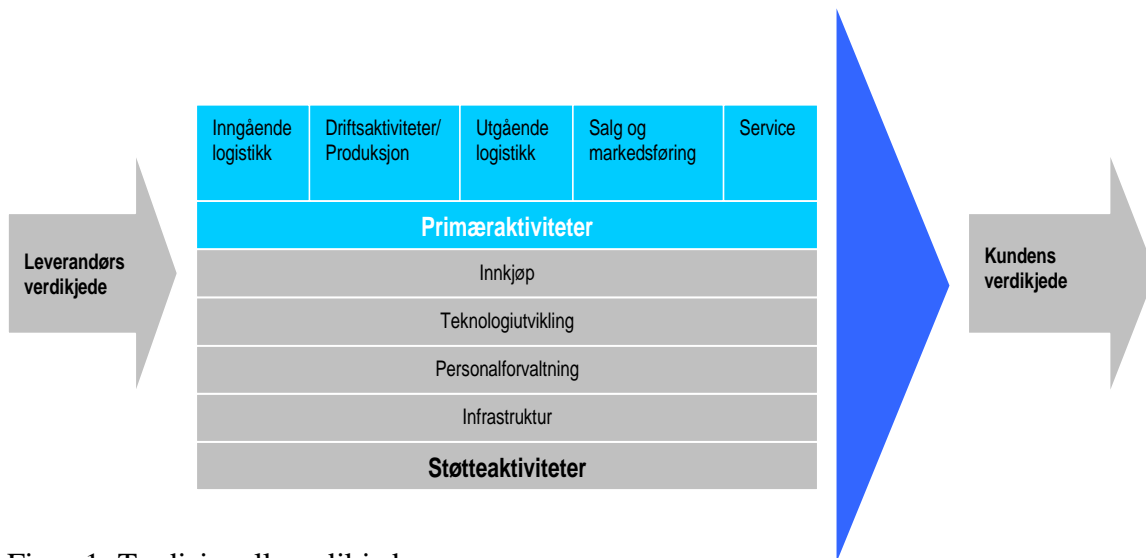 Inngående
logistikk
Driftsaktiviteter/
Produksjon
Utgående
logistikk
Salg og
markedsføring
Service
Primæraktiviteter
Leverandørs
verdikjede
Innkjøp
Teknologiutvikling
Personalforvaltning
Infrastruktur
Støtteaktiviteter
Kundens
verdikjede